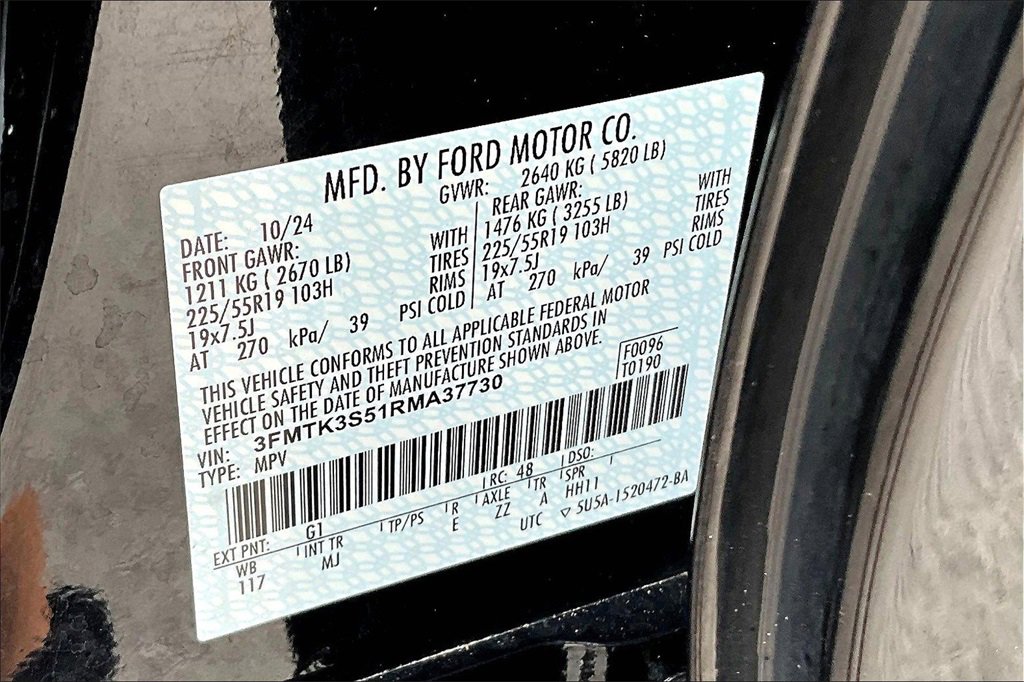 MFD. BY FORD MOTOR CO.
GVWR: 2640 KG ( 5820 LB)
DATE: 10/24
FRONT GAWR:
1211 KG ( 2670 LB) WITH
225/55R19 103H TIRES
19x7.5J RIMS
AT 270 kPa/ 39 PSI COLD
REAR GAWR:
1476 KG ( 3255 LB) WITH
225/55R19 103H TIRES
19x7.5J RIMS
AT 270 kPa/ 39 PSI COLD
THIS VEHICLE CONFORMS TO ALL APPLICABLE FEDERAL MOTOR
VEHICLE SAFETY AND THEFT PREVENTION STANDARDS IN
EFFECT ON THE DATE OF MANUFACTURE SHOWN ABOVE.
VIN: 3FMTK3S51RMA37730
TYPE: MPV
F0096
T0190
EXT PNT: G1 RC: 48 DSO:
WB INT TR TP/PS R AXLE TR SPR
117 MJ E ZZ A HH11
UTC ▽ 5U5A-1520472-BA